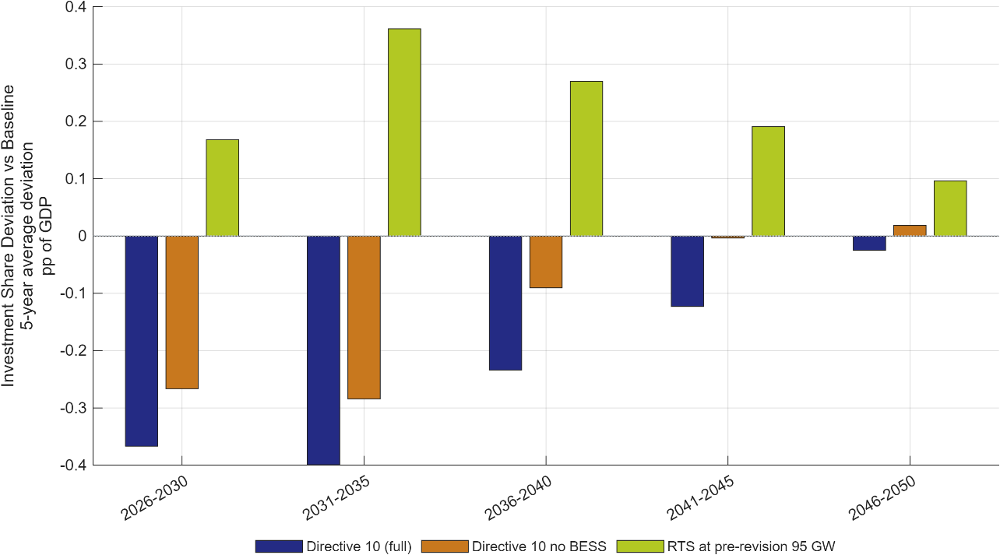 Investment Share Deviation vs Baseline
5-year average deviation
pp of GDP
0.4
0.3
0.2
0.1
0
-0.1
-0.2
-0.3
-0.4
2026-2030
2031-2035
2036-2040
2041-2045
2046-2050
Directive 10 (full)
Directive 10 no BESS
RTS at pre-revision 95 GW